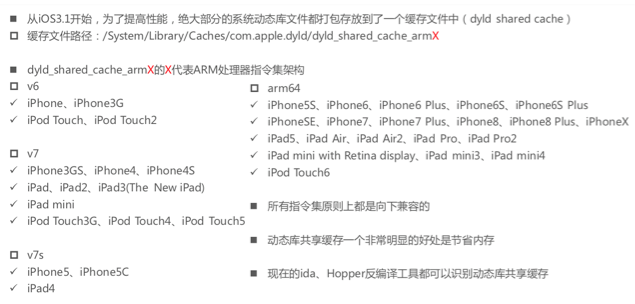 从iOS3.1开始，为了提高性能，绝大部分的系统动态库文件都打包存放到了一个缓存文件中（dyld shared cache）
缓存文件路径：/System/Library/Caches/com.apple.dyld/dyld_shared_cache_armX
dyld_shared_cache_armX的X代表ARM处理器指令集架构
v6
iPhone、iPhone3G
iPod Touch、iPod Touch2
v7
iPhone3GS、iPhone4、iPhone4S
iPad、iPad2、iPad3(The New iPad)
iPad mini
iPod Touch3G、iPod Touch4、iPod Touch5
v7s
iPhone5、iPhone5C
iPad4
arm64
iPhone5S、iPhone6、iPhone6 Plus、iPhone6S、iPhone6S Plus
iPhoneSE、iPhone7、iPhone7 Plus、iPhone8、iPhone8 Plus、iPhoneX
iPad5、iPad Air、iPad Air2、iPad Pro、iPad Pro2
iPad mini with Retina display、iPad mini3、iPad mini4
iPod Touch6
所有指令集原则上都是向下兼容的
动态库共享缓存一个非常明显的好处是节省内存
现在的ida、Hopper反编译工具都可以识别动态库共享缓存